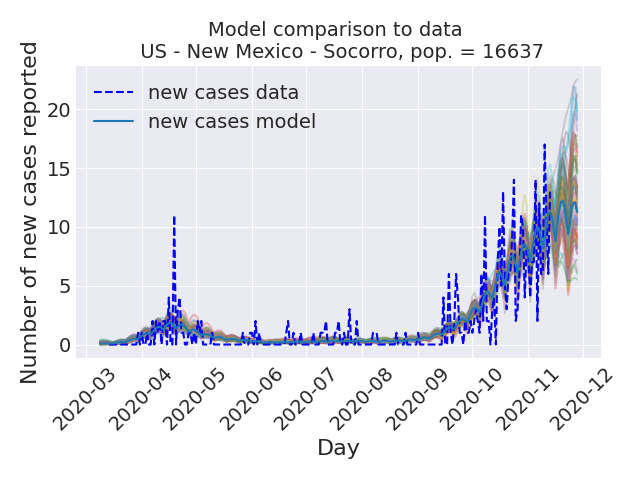 Model comparison to data
US - New Mexico - Socorro, pop. = 16637
Number of new cases reported
new cases data
new cases model
20
15
10
5
0
2020-03
2020-04
2020-05
2020-06
2020-07
2020-08
2020-09
2020-10
2020-11
2020-12
Day